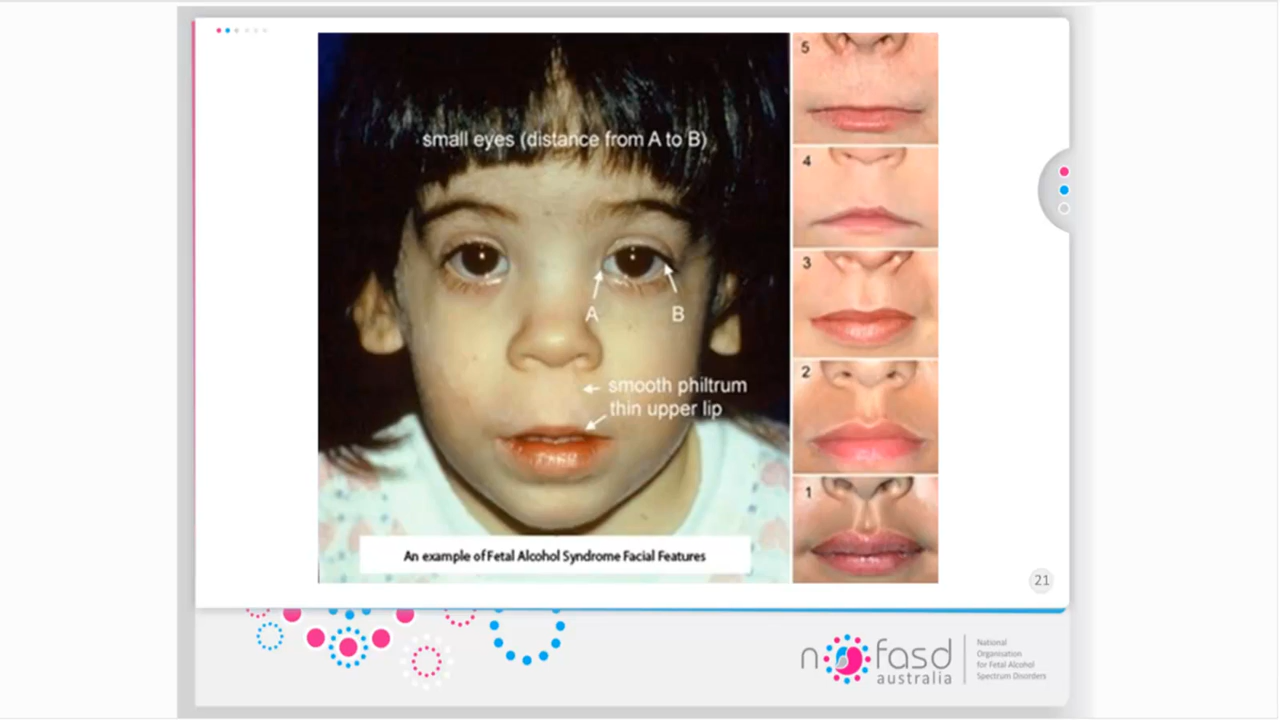 small eyes (distance from A to B)
A
B
smooth philtrum
thin upper lip
An example of Fetal Alcohol Syndrome Facial Features
5
4
3
2
1
21
nofasd
australia
National
Organisation
for Fetal Alcohol
Spectrum Disorders